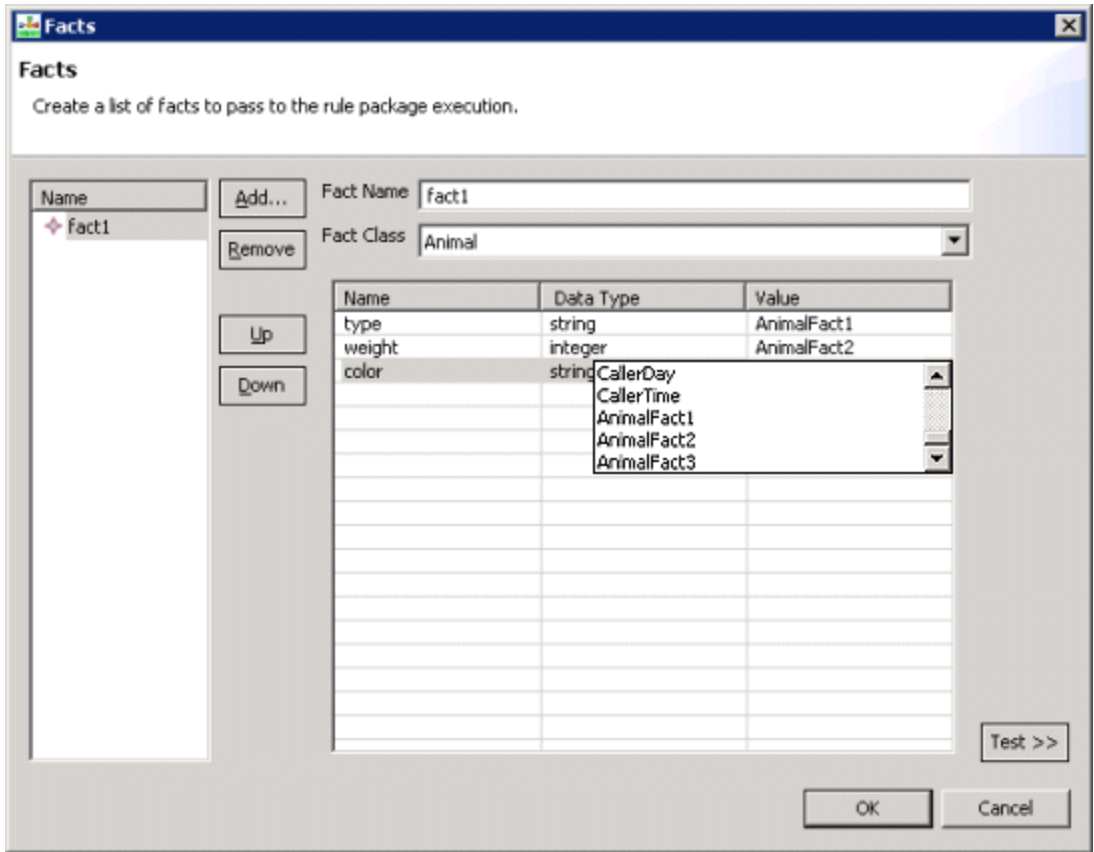 Facts
Facts
Create a list of facts to pass to the rule package execution.
Name
fact1
Add...
Remove
Up
Down
Fact Name fact1
Fact Class Animal
Name Data Type Value
type string AnimalFact1
weight integer AnimalFact2
color string
CallerDay
CallerTime
AnimalFact1
AnimalFact2
AnimalFact3
Test >>
OK Cancel